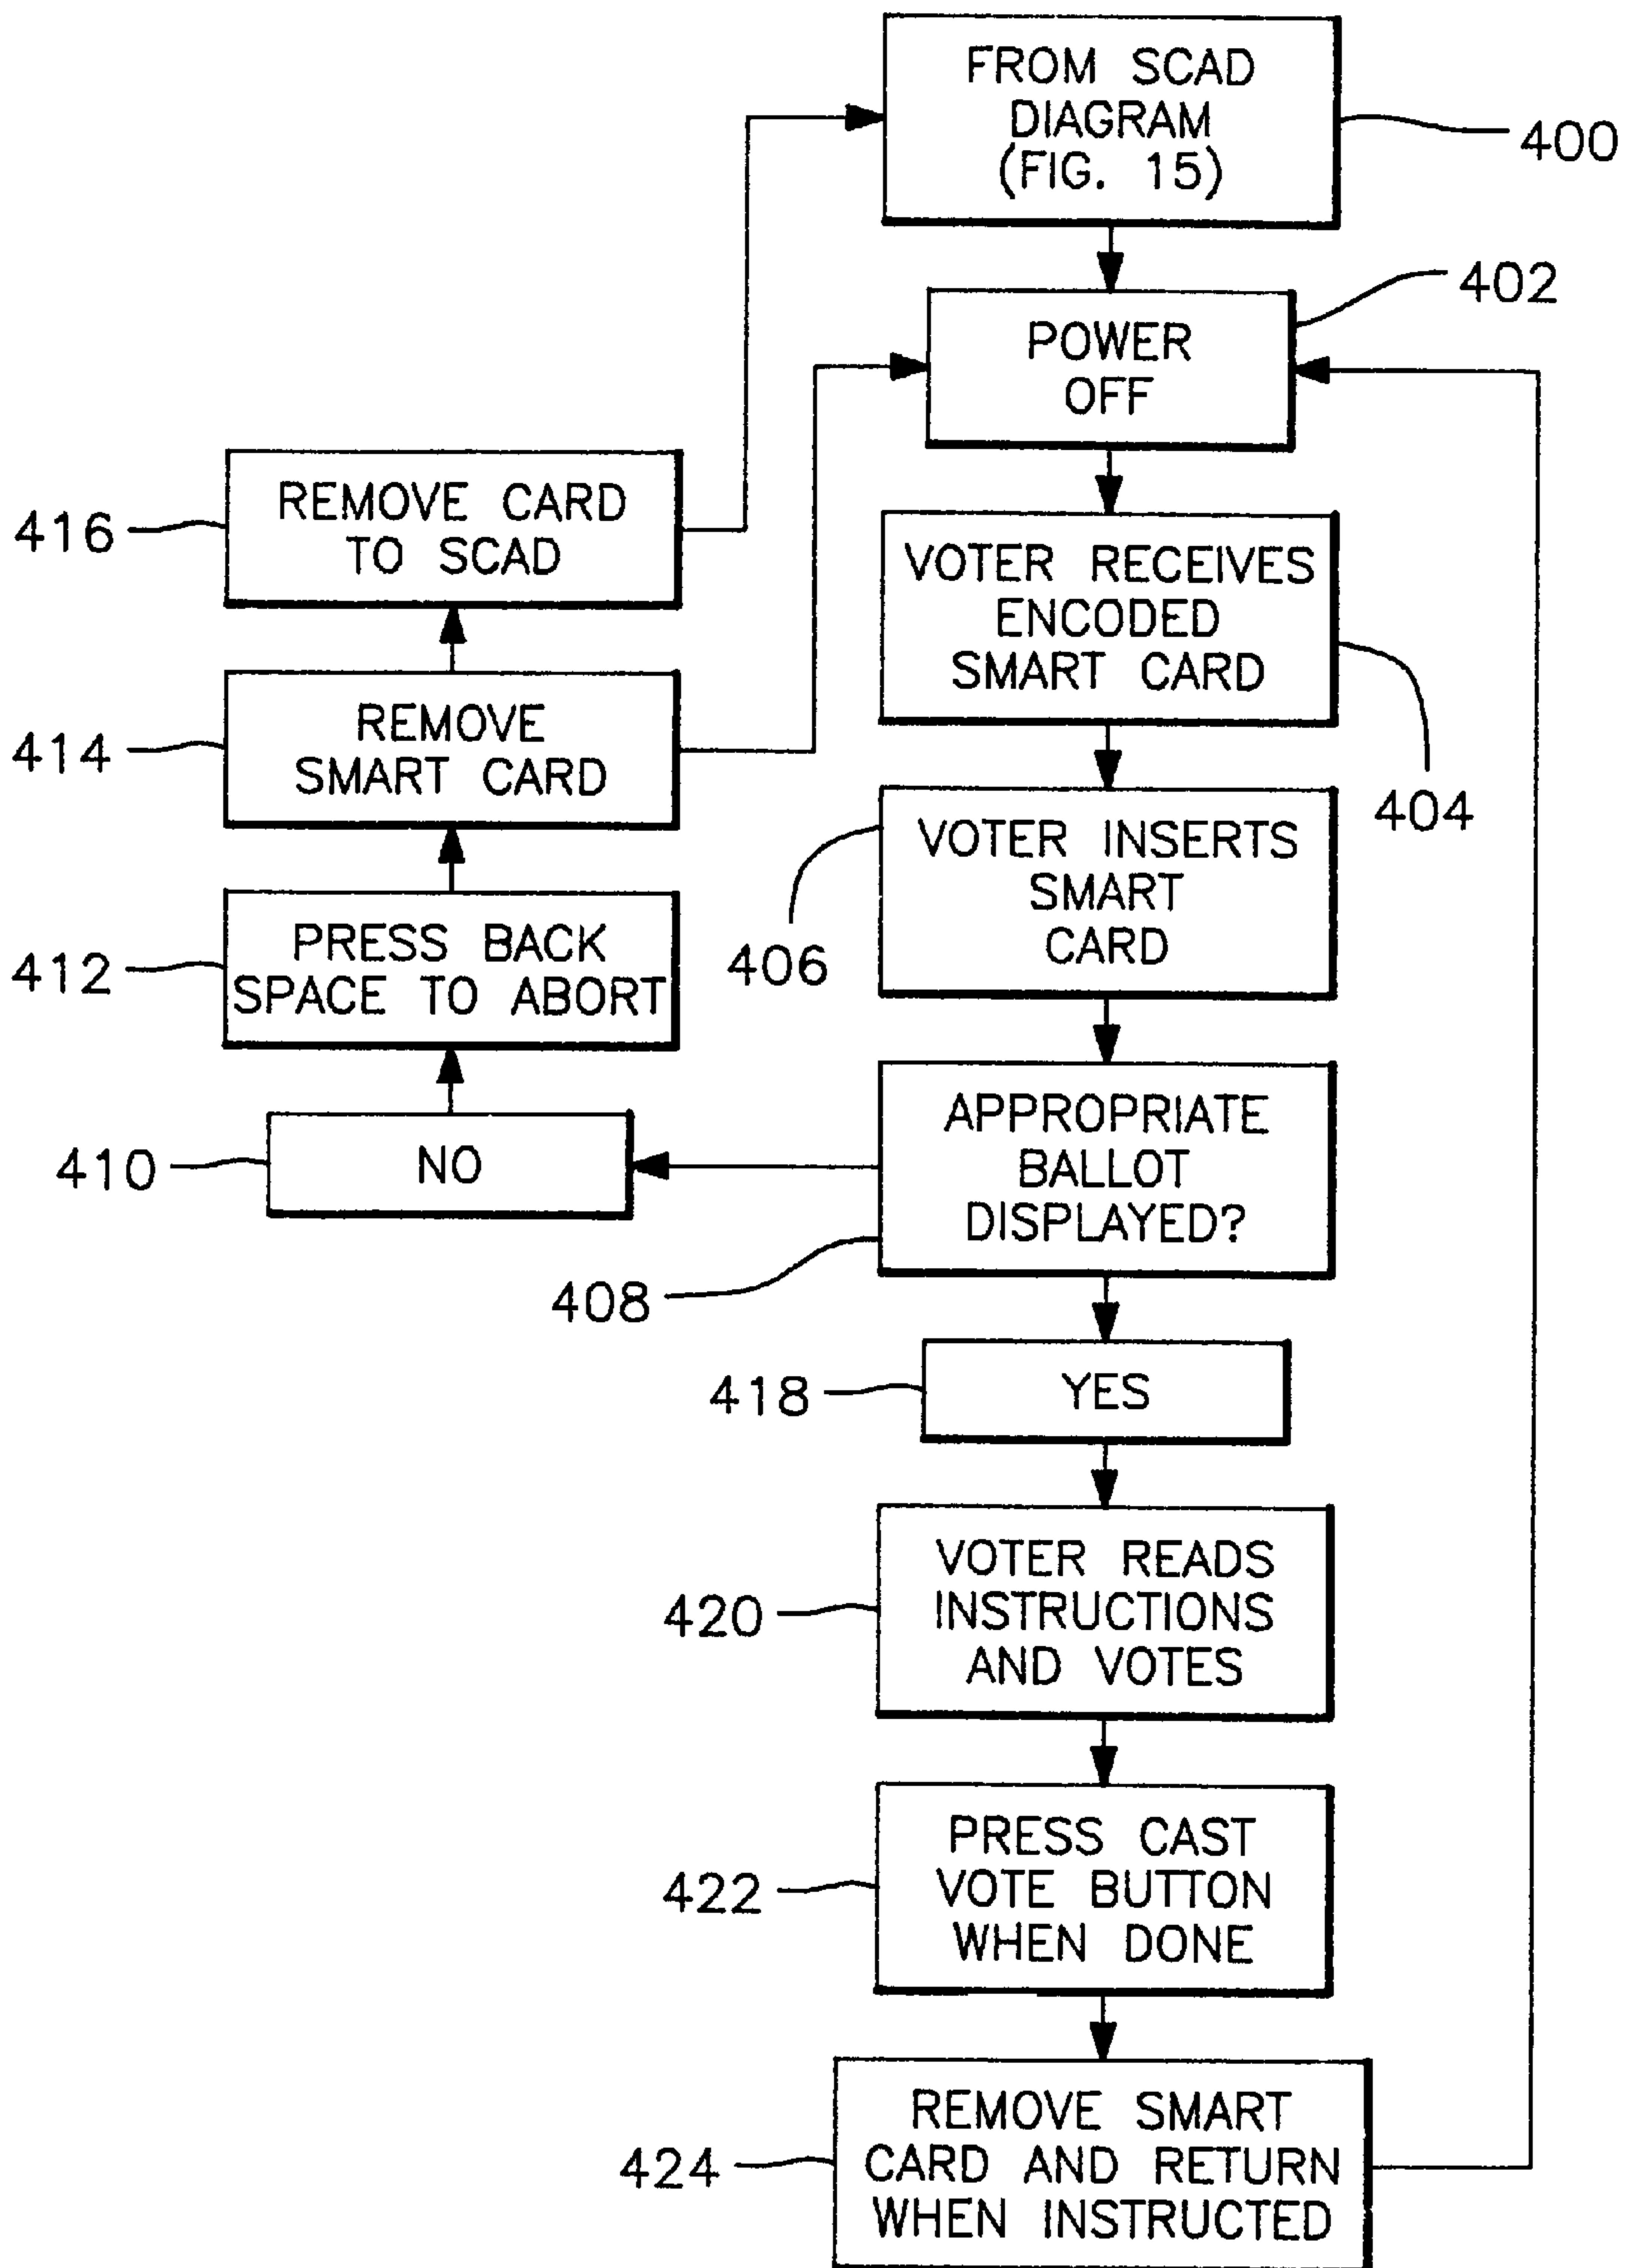 FROM SCAD
DIAGRAM
(FIG. 15)
400
402
POWER
OFF
416
REMOVE CARD
TO SCAD
VOTER RECEIVES
ENCODED
SMART CARD
404
414
REMOVE
SMART CARD
VOTER INSERTS
SMART
CARD
406
412
PRESS BACK
SPACE TO ABORT
410
NO
APPROPRIATE
BALLOT
DISPLAYED?
408
418
YES
420
VOTER READS
INSTRUCTIONS
AND VOTES
422
PRESS CAST
VOTE BUTTON
WHEN DONE
424
REMOVE SMART
CARD AND RETURN
WHEN INSTRUCTED